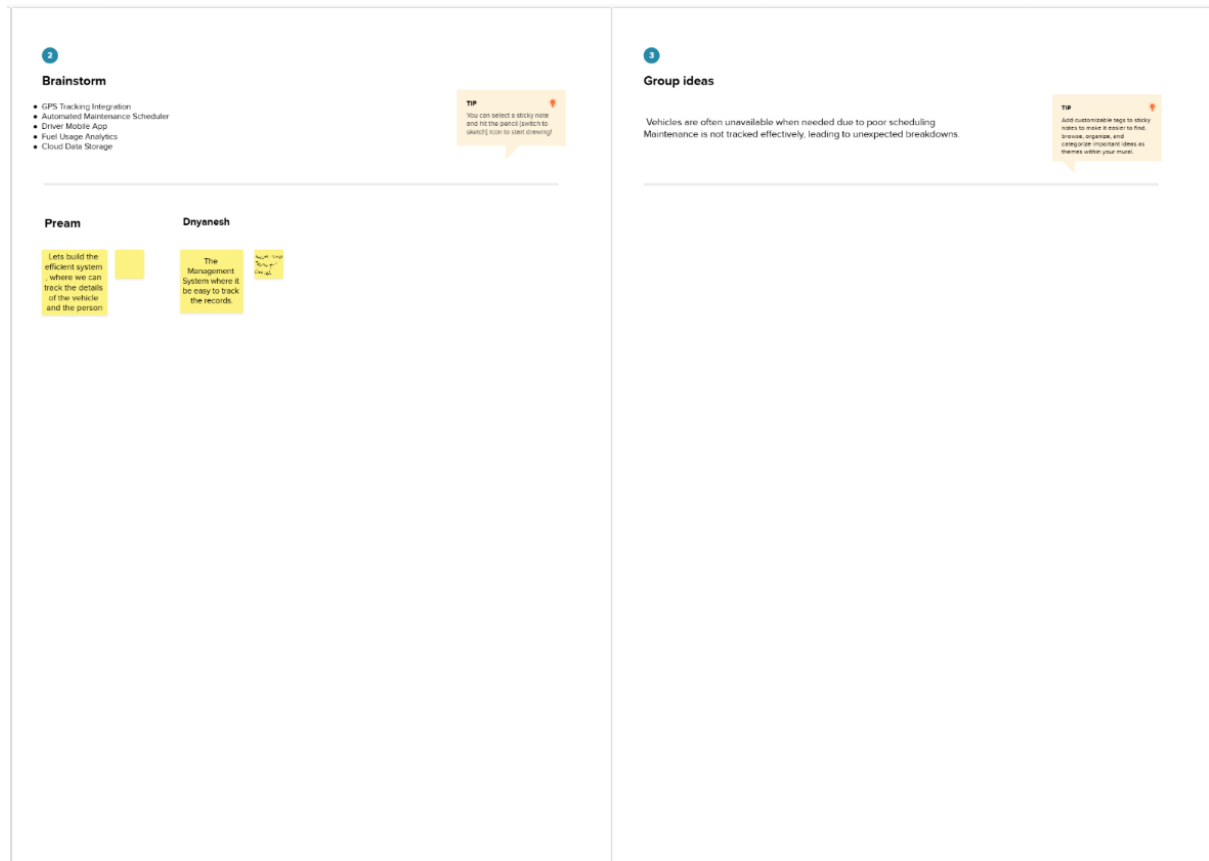 2
Brainstorm
GPS Tracking Integration
Automated Maintenance Scheduler
Driver Mobile App
Fuel Usage Analytics
Cloud Data Storage
TIP
You can select a sticky note
and hit the pencil [switch to
sketch] icon to start drawing!
Pream
Dnyanesh
Lets build the
efficient system
, where we can
track the details
of the vehicle
and the person
The
Management
System where it
be easy to track
the records.
3
Group ideas
Vehicles are often unavailable when needed due to poor scheduling
Maintenance is not tracked effectively, leading to unexpected breakdowns.
TIP
Add customizable tags to sticky
notes to make it easier to find,
browse, organize, and
categorize important ideas as
themes within your mural.